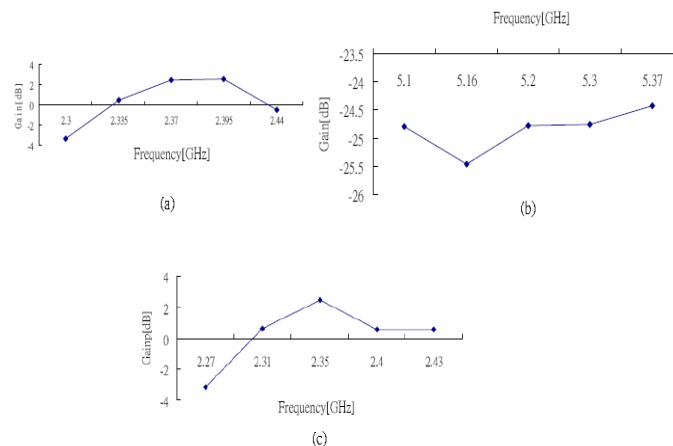 Frequency[GHz]
4
2
0
-2
-4
Gain[dB]
2.3 2.335 2.37 2.395 2.44
Frequency[GHz]
(a)
-23.5
-24
-24.5
-25
-25.5
-26
Gain[dB]
5.1 5.16 5.2 5.3 5.37
(b)
4
2
0
-2
-4
Gainp[dB]
2.27 2.31 2.35 2.4 2.43
Frequency[GHz]
(c)